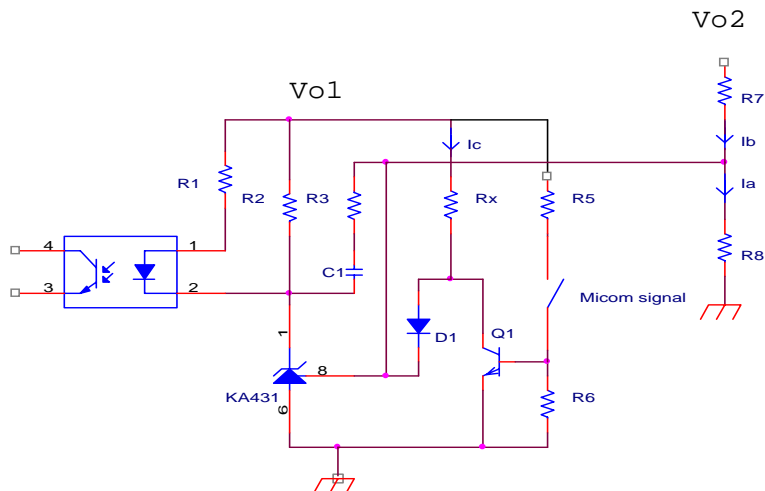 Vo2
Vo1
R7
Ic
Ib
R1
R2
R3
Rx
R5
Ia
4
1
R8
3
2
C1
Micom signal
1
D1
Q1
8
KA431
6
R6